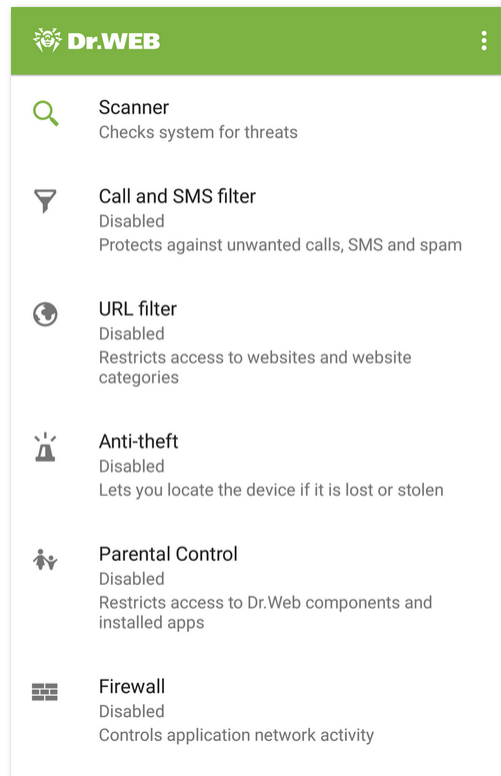 Dr.WEB
Scanner
Checks system for threats
Call and SMS filter
Disabled
Protects against unwanted calls, SMS and spam
URL filter
Disabled
Restricts access to websites and website
categories
Anti-theft
Disabled
Lets you locate the device if it is lost or stolen
Parental Control
Disabled
Restricts access to Dr.Web components and
installed apps
Firewall
Disabled
Controls application network activity